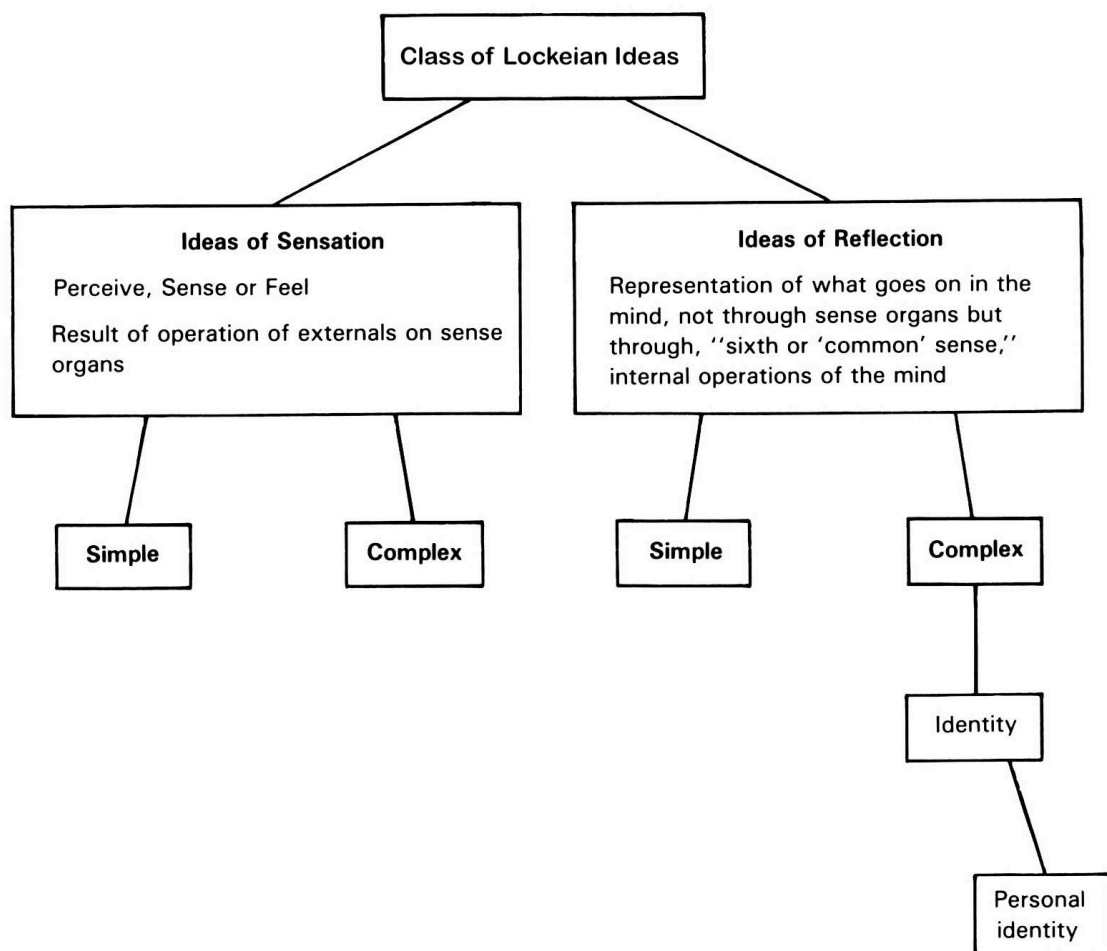 Class of Lockeian Ideas
Ideas of Sensation
Perceive, Sense or Feel
Result of operation of externals on sense
organs
Ideas of Reflection
Representation of what goes on in the
mind, not through sense organs but
through, ''sixth or 'common' sense,''
internal operations of the mind
Simple
Complex
Simple
Complex
Identity
Personal
identity